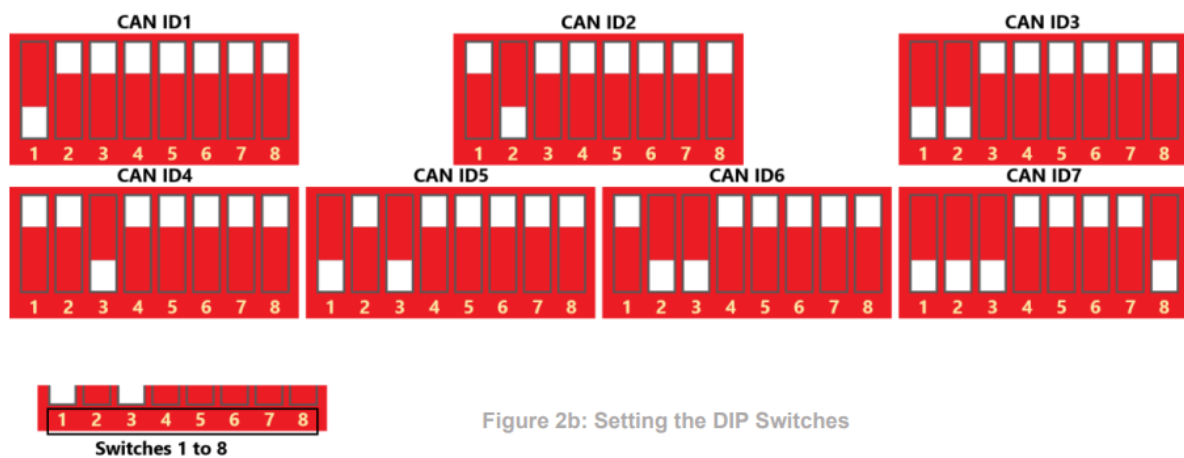 CAN ID1 CAN ID2 CAN ID3
1 2 3 4 5 6 7 8 1 2 3 4 5 6 7 8 1 2 3 4 5 6 7 8
CAN ID4 CAN ID5 CAN ID6 CAN ID7
1 2 3 4 5 6 7 8 1 2 3 4 5 6 7 8 1 2 3 4 5 6 7 8 1 2 3 4 5 6 7 8
1 2 3 4 5 6 7 8
Figure 2b: Setting the DIP Switches
Switches 1 to 8